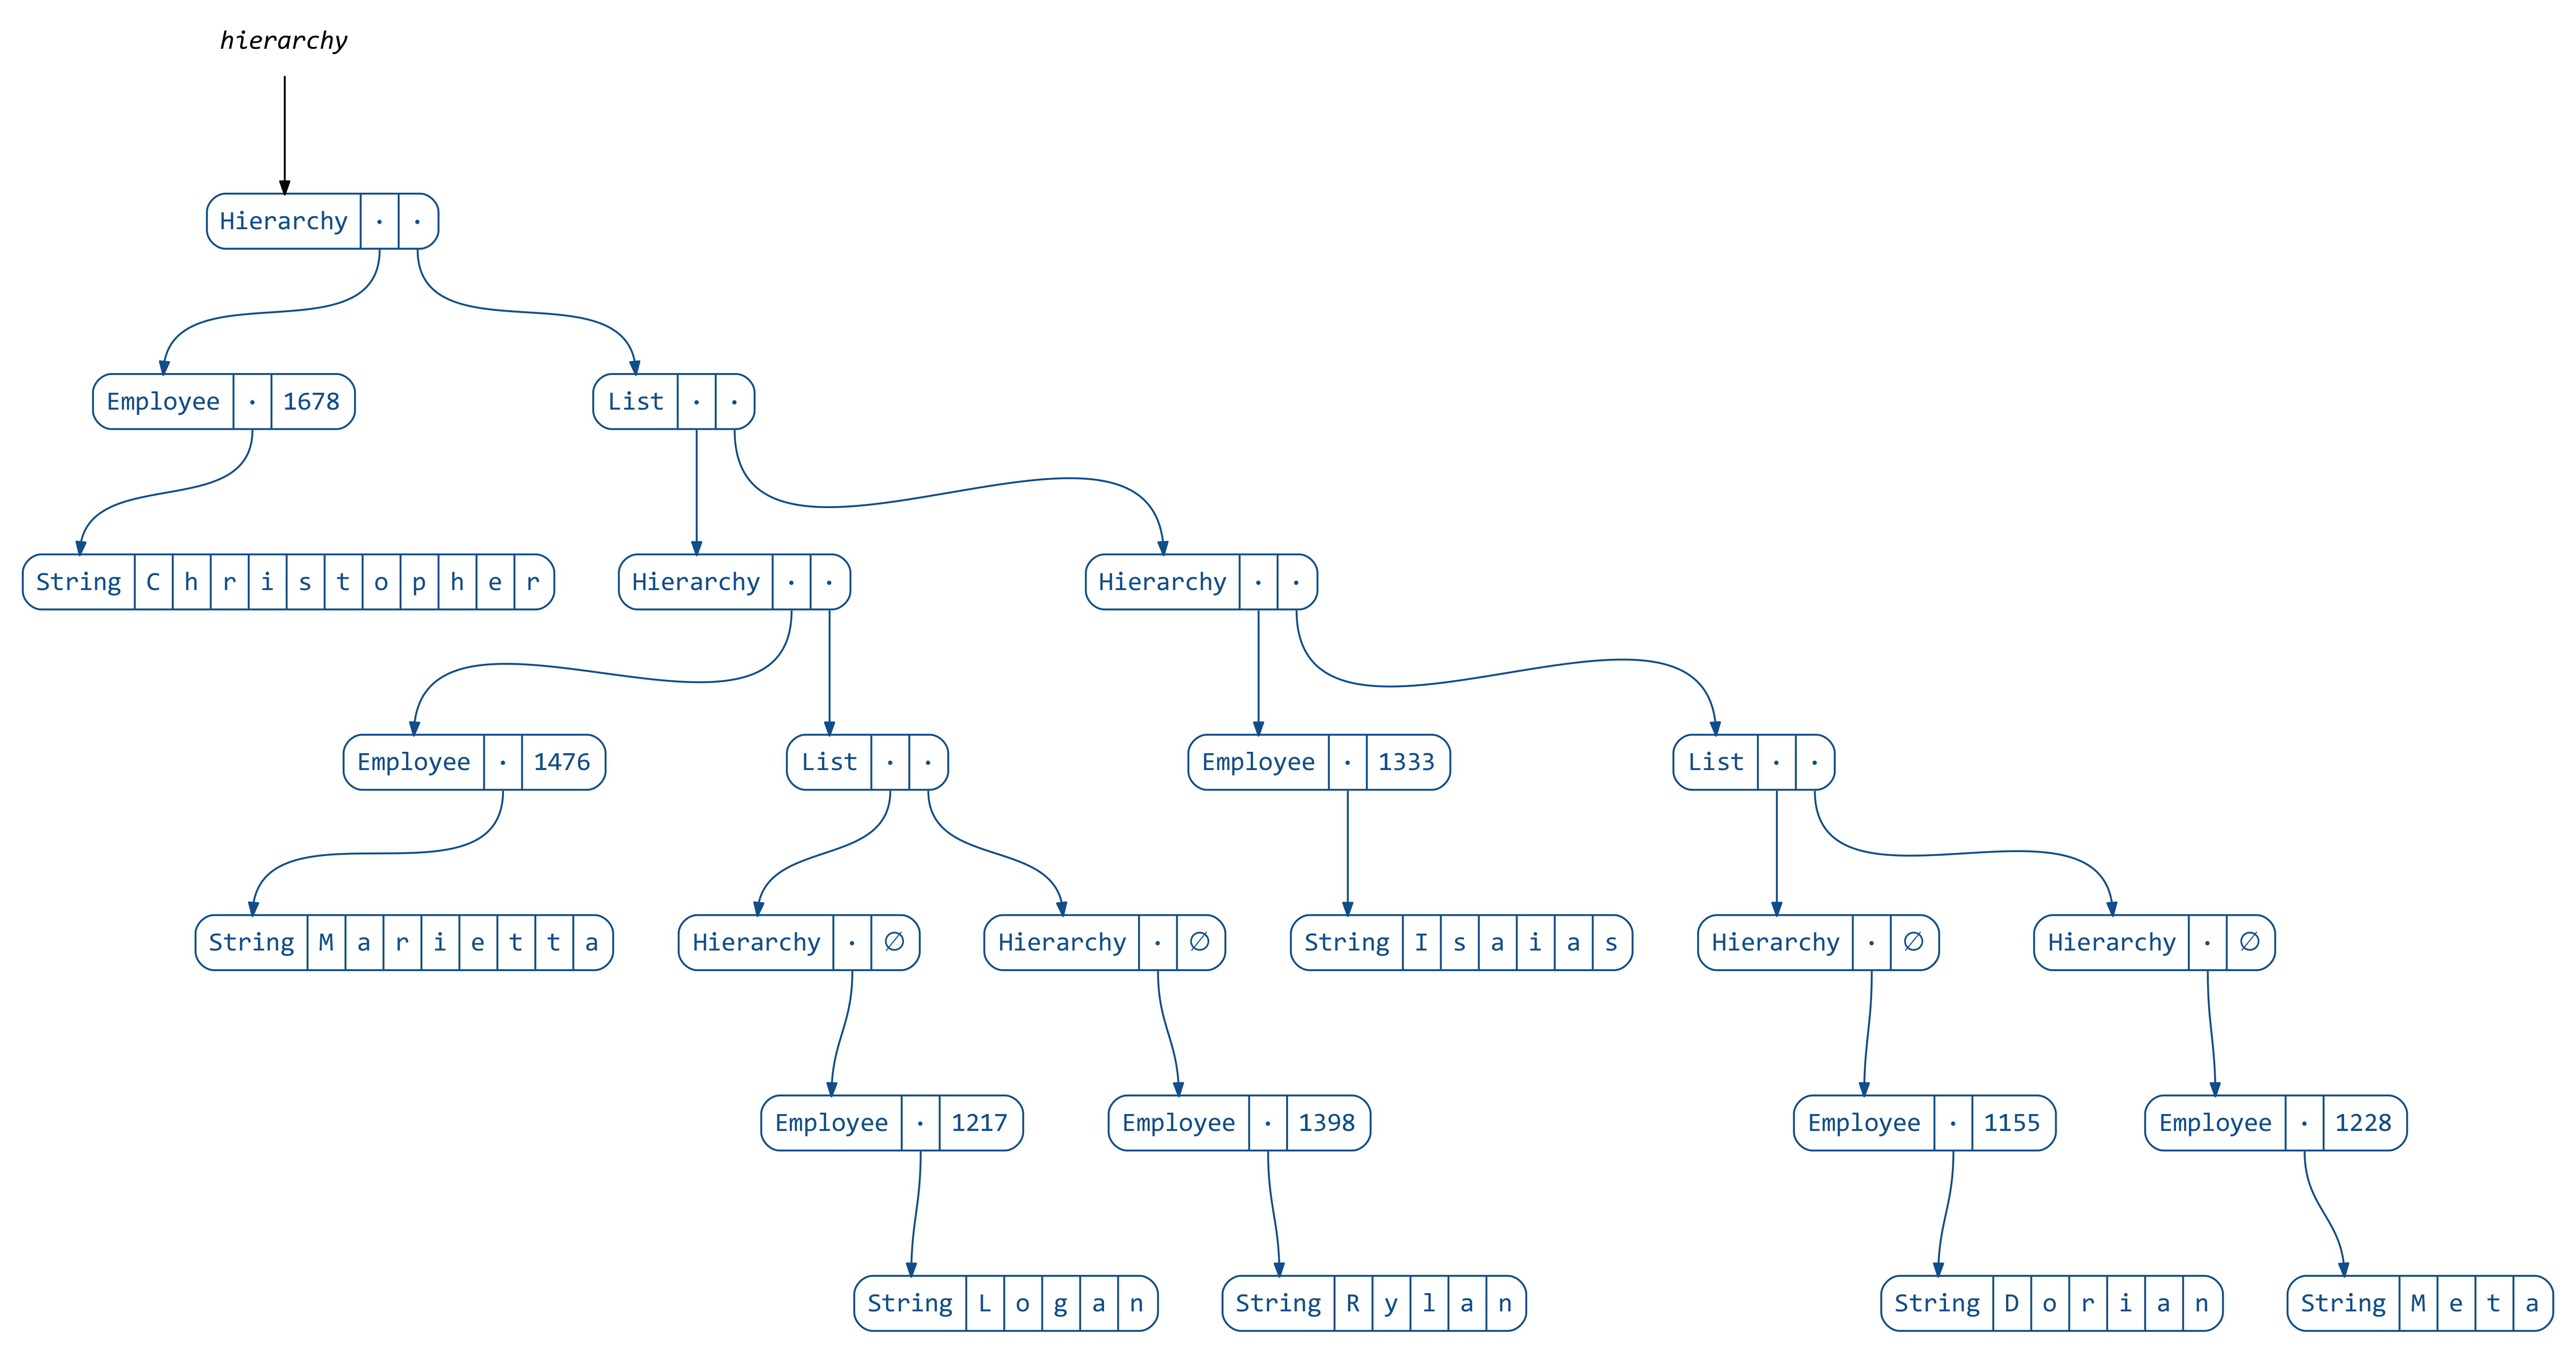 hierarchy
Hierarchy · ·
Employee · 1678
List · ·
String C h r i s t o p h e r
Hierarchy · ·
Hierarchy · ·
Employee · 1476
List · ·
Employee · 1333
List · ·
String M a r i e t t a
Hierarchy · ∅
Hierarchy · ∅
String I s a i a s
Hierarchy · ∅
Hierarchy · ∅
Employee · 1217
Employee · 1398
Employee · 1155
Employee · 1228
String L o g a n
String R y l a n
String D o r i a n
String M e t a